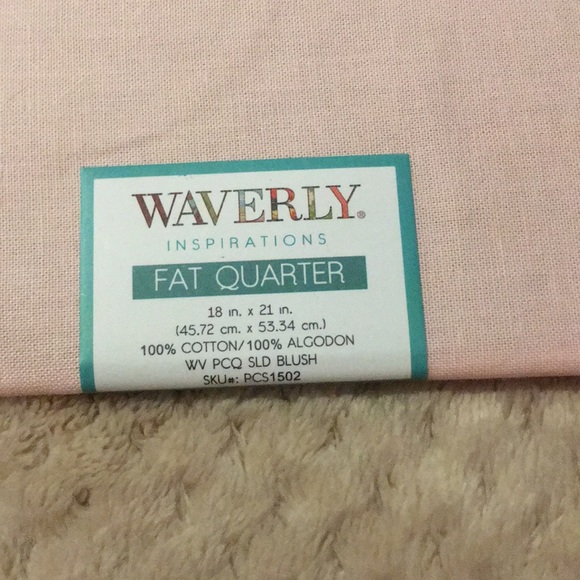 WAVERLY®
INSPIRATIONS
FAT QUARTER
18 in. x 21 in.
(45.72 cm. x 53.34 cm.)
100% COTTON/100% ALGODON
WV PCQ SLD BLUSH
SKU#: PCS1502